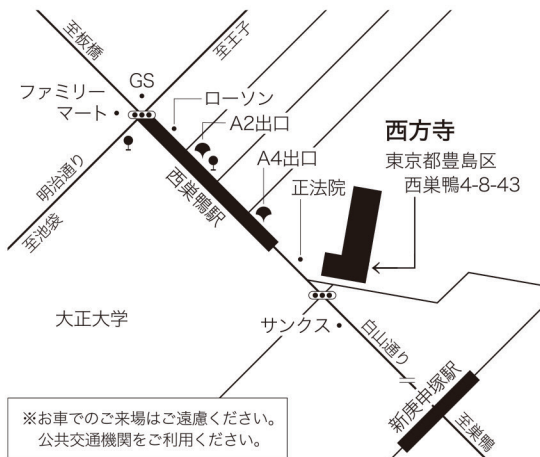 至板橋
至王子
GS
ファミリー
マート
ローソン
A2出口
西方寺
東京都豊島区
西巣鴨4-8-43
A4出口
正法院
明治通り
西巣鴨駅
至池袋
大正大学
サンクス
白山通り
新庚申塚駅
至巣鴨
※お車でのご来場はご遠慮ください。
公共交通機関をご利用ください。